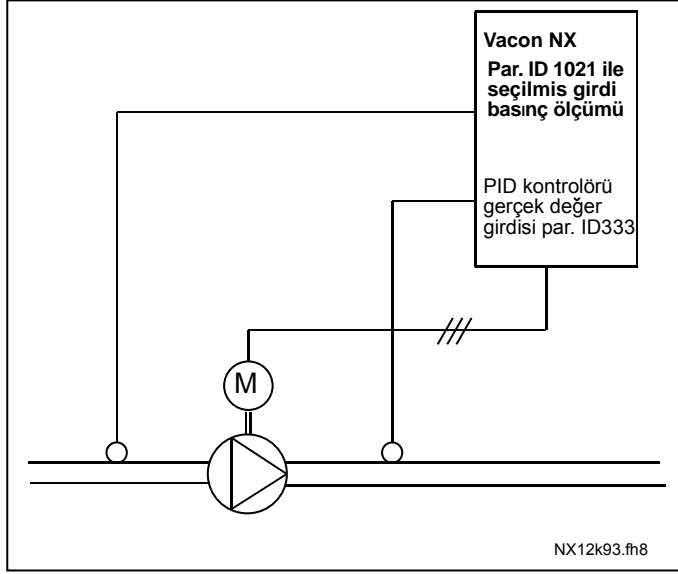 Vacon NX
Par. ID 1021 ile
seçilmis girdi
basınç ölçümü
PID kontrolörü
gerçek değer
girdisi par. ID333
M
NX12k93.fh8